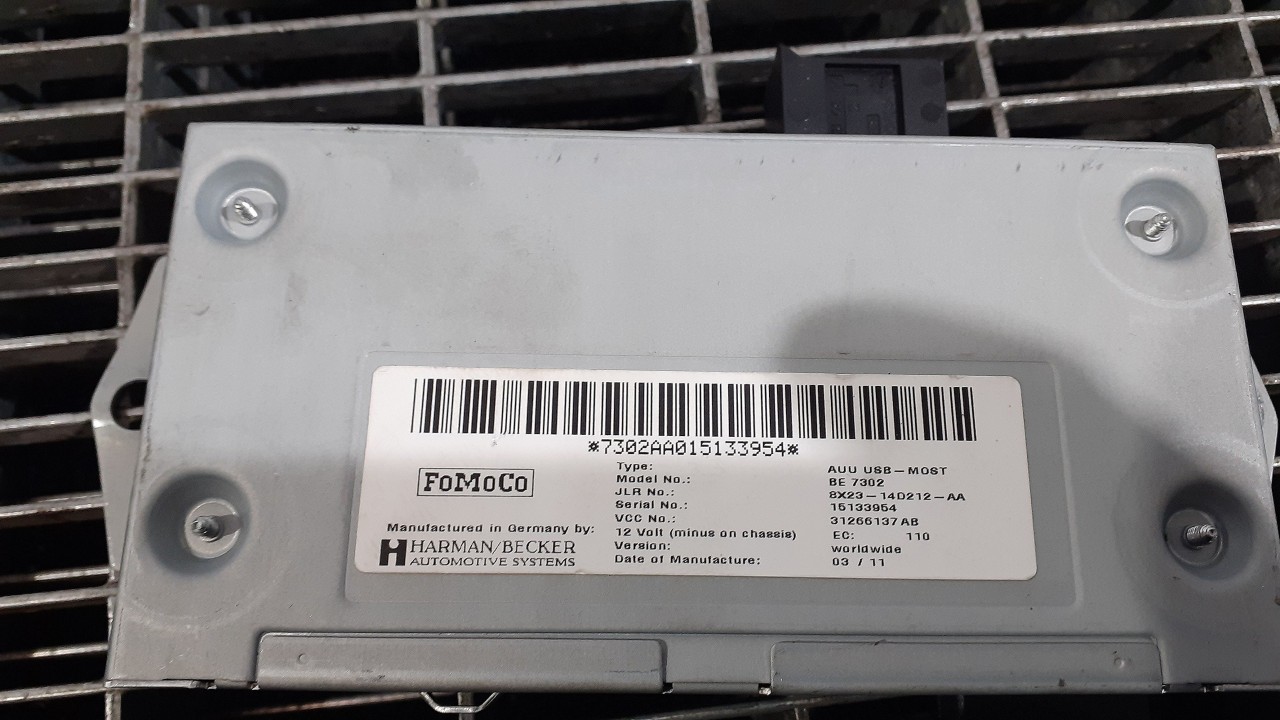 *7302AA015133954*
FoMoCo
Manufactured in Germany by:
HARMAN/BECKER
AUTOMOTIVE SYSTEMS
Type: AUU USB-MOST
Model No.: BE 7302
JLR No.: 8X23-14D212-AA
Serial No.: 15133954
VCC No.: 31266137 AB
12 Volt (minus on chassis) EC: 110
Version: worldwide
Date of Manufacture: 03 / 11